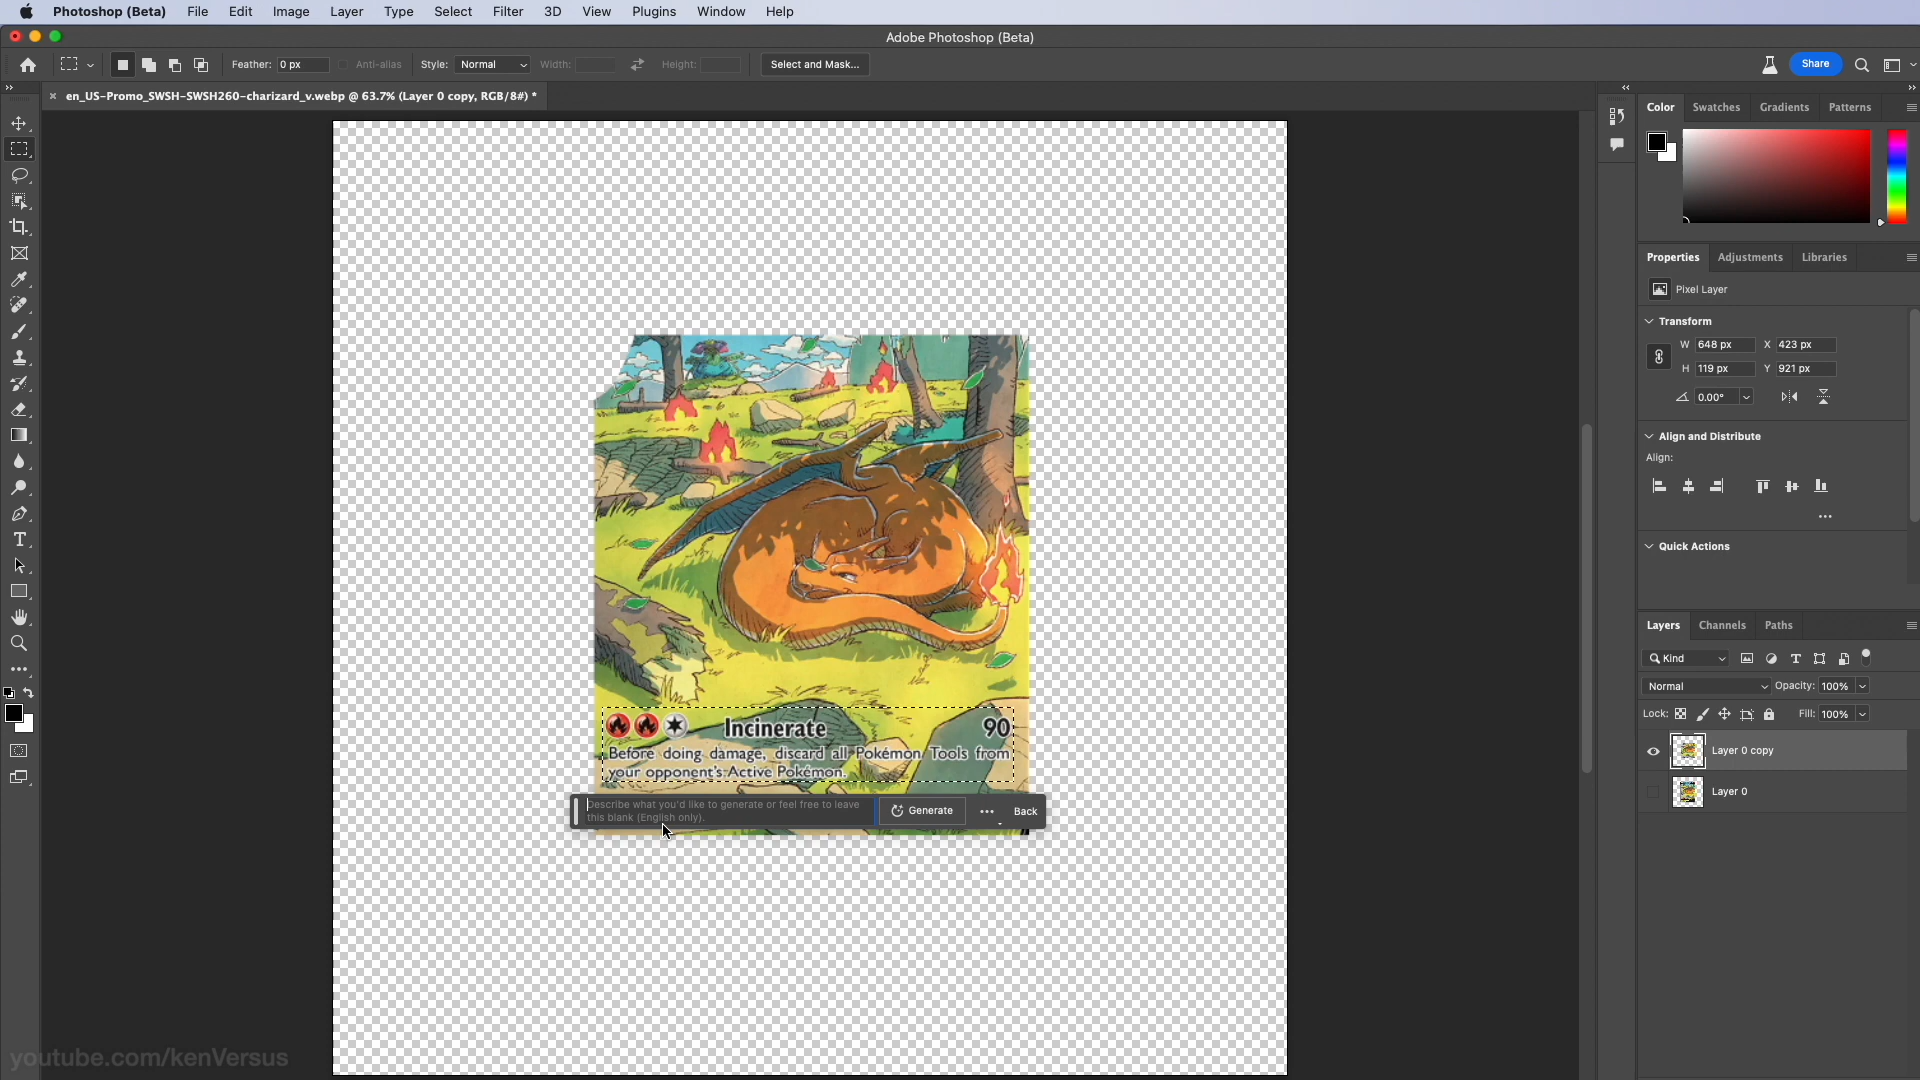 Photoshop (Beta) File Edit Image Layer Type Select Filter 3D View Plugins Window Help
Adobe Photoshop (Beta)
Feather: 0 px Anti-alias Style: Normal Width: Height: Select and Mask... Share
en_US-Promo_SWSH-SWSH260-charizard_v.webp @ 63.7% (Layer 0 copy, RGB/8#) *
Color Swatches Gradients Patterns
Properties Adjustments Libraries
Pixel Layer
Transform
W 648 px X 423 px
H 119 px Y 921 px
0.00°
Align and Distribute
Align:
Quick Actions
Layers Channels Paths
Kind
Normal Opacity: 100%
Lock: Fill: 100%
Layer 0 copy
Layer 0
Incinerate 90
Before doing damage, discard all Pokémon Tools from
your opponent's Active Pokémon.
Describe what you'd like to generate or feel free to leave
this blank (English only).
Generate
Back
youtube.com/kenVersus